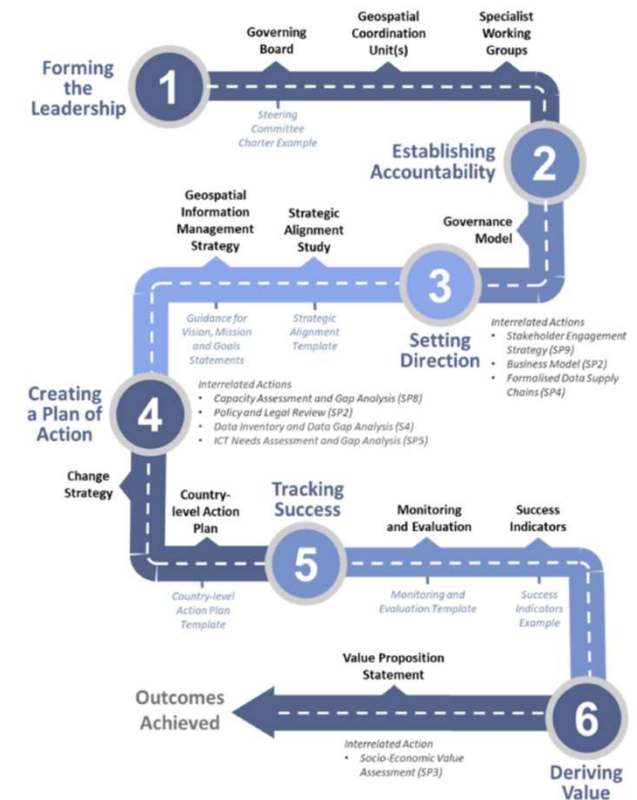 Governing
Board
Geospatial
Coordination
Unit(s)
Specialist
Working
Groups
Forming
the
Leadership
1
Steering
Committee
Charter Example
Establishing
Accountability
2
Geospatial
Information
Management
Strategy
Strategic
Alignment
Study
Governance
Model
3
Setting
Direction
Guidance for
Vision, Mission
and Goals
Statements
Strategic
Alignment
Template
Interrelated Actions
• Stakeholder Engagement
Strategy (SP9)
• Business Model (SP2)
• Formalised Data Supply
Chains (SP4)
Creating
a Plan of
Action
4
Interrelated Actions
• Capacity Assessment and Gap Analysis (SP8)
• Policy and Legal Review (SP2)
• Data Inventory and Data Gap Analysis (S4)
• ICT Needs Assessment and Gap Analysis (SP5)
Change
Strategy
Country-
level Action
Plan
Tracking
Success
5
Monitoring
and Evaluation
Success
Indicators
Country-level
Action Plan
Template
Monitoring and
Evaluation Template
Success
Indicators
Example
Value Proposition
Statement
Outcomes
Achieved
6
Deriving
Value
Interrelated Action
• Socio-Economic Value
Assessment (SP3)